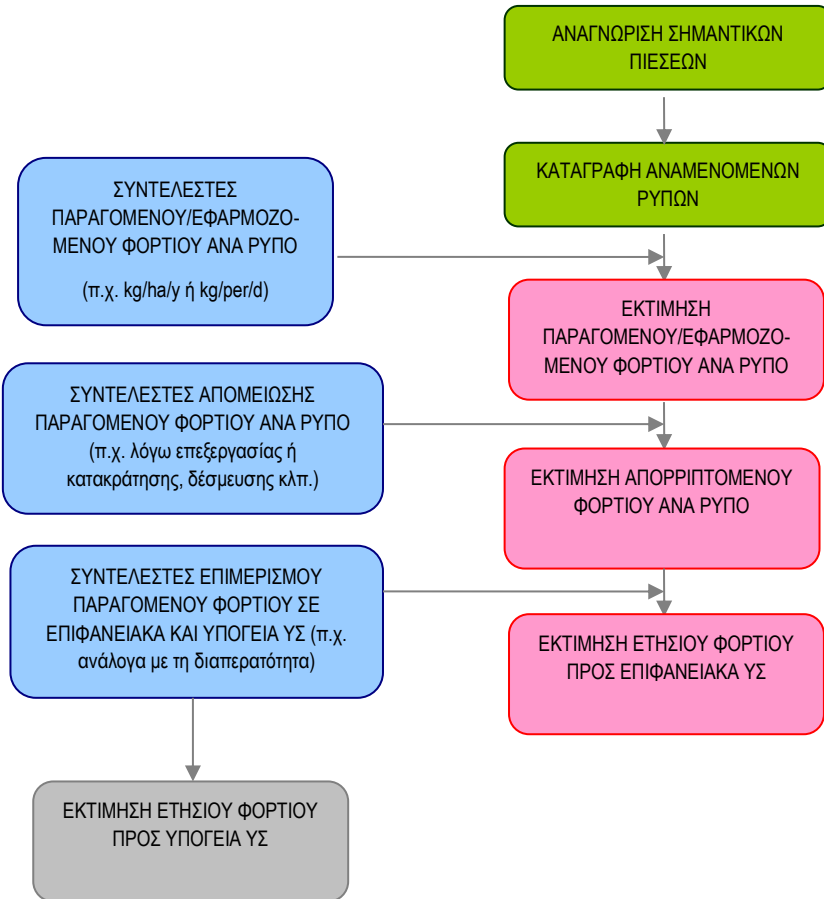 ΑΝΑΓΝΩΡΙΣΗ ΣΗΜΑΝΤΙΚΩΝ
ΠΙΕΣΕΩΝ
ΚΑΤΑΓΡΑΦΗ ΑΝΑΜΕΝΟΜΕΝΩΝ
ΡΥΠΩΝ
ΣΥΝΤΕΛΕΣΤΕΣ
ΠΑΡΑΓΟΜΕΝΟΥ/ΕΦΑΡΜΟΖΟ-
ΜΕΝΟΥ ΦΟΡΤΙΟΥ ΑΝΑ ΡΥΠΟ
(π.χ. kg/ha/y ή kg/per/d)
ΕΚΤΙΜΗΣΗ
ΠΑΡΑΓΟΜΕΝΟΥ/ΕΦΑΡΜΟΖΟ-
ΜΕΝΟΥ ΦΟΡΤΙΟΥ ΑΝΑ ΡΥΠΟ
ΣΥΝΤΕΛΕΣΤΕΣ ΑΠΟΜΕΙΩΣΗΣ
ΠΑΡΑΓΟΜΕΝΟΥ ΦΟΡΤΙΟΥ ΑΝΑ ΡΥΠΟ
(π.χ. λόγω επεξεργασίας ή
κατακράτησης, δέσμευσης κλπ.)
ΕΚΤΙΜΗΣΗ ΑΠΟΡΡΙΠΤΟΜΕΝΟΥ
ΦΟΡΤΙΟΥ ΑΝΑ ΡΥΠΟ
ΣΥΝΤΕΛΕΣΤΕΣ ΕΠΙΜΕΡΙΣΜΟΥ
ΠΑΡΑΓΟΜΕΝΟΥ ΦΟΡΤΙΟΥ ΣΕ
ΕΠΙΦΑΝΕΙΑΚΑ ΚΑΙ ΥΠΟΓΕΙΑ ΥΣ (π.χ.
ανάλογα με τη διαπερατότητα)
ΕΚΤΙΜΗΣΗ ΕΤΗΣΙΟΥ ΦΟΡΤΙΟΥ
ΠΡΟΣ ΕΠΙΦΑΝΕΙΑΚΑ ΥΣ
ΕΚΤΙΜΗΣΗ ΕΤΗΣΙΟΥ ΦΟΡΤΙΟΥ
ΠΡΟΣ ΥΠΟΓΕΙΑ ΥΣ